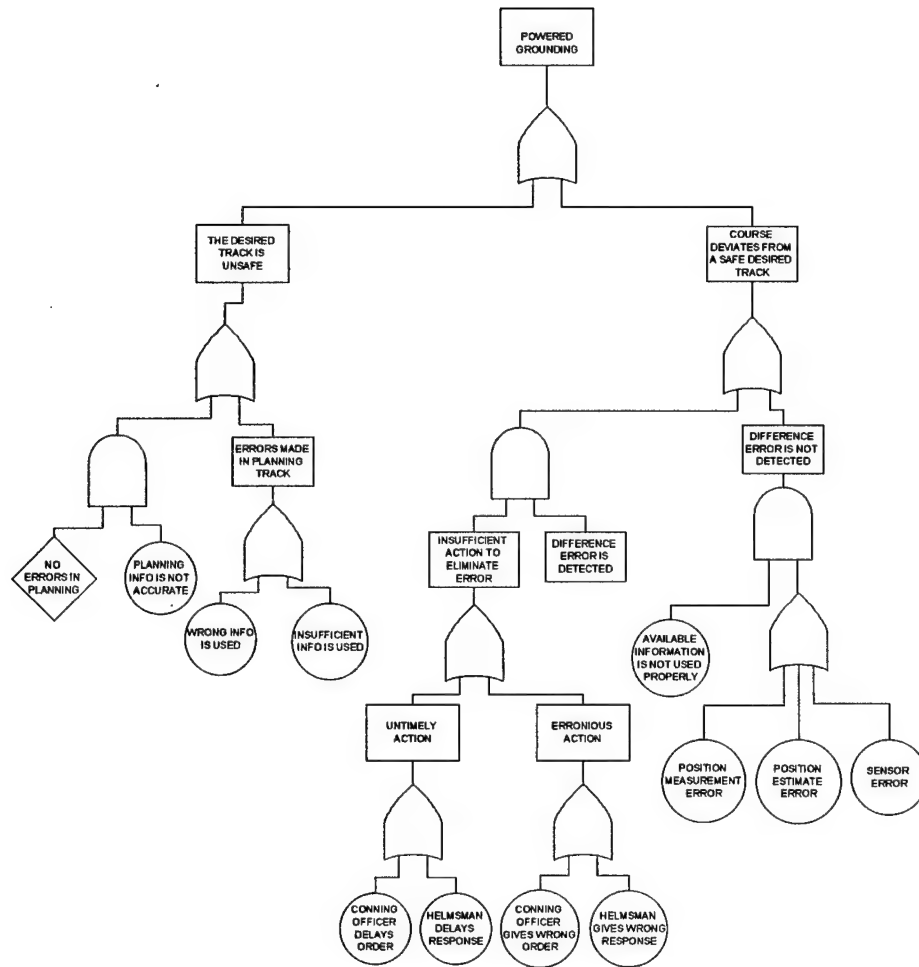 POWERED
GROUNDING
THE DESIRED
TRACK IS
UNSAFE
COURSE
DEVIATES FROM
A SAFE DESIRED
TRACK
ERRORS MADE
IN PLANNING
TRACK
DIFFERENCE
ERROR IS NOT
DETECTED
NO
ERRORS IN
PLANNING
PLANNING
INFO IS NOT
ACCURATE
INSUFFICIENT
ACTION TO
ELIMINATE
ERROR
DIFFERENCE
ERROR IS
DETECTED
WRONG INFO
IS USED
INSUFFICIENT
INFO IS USED
AVAILABLE
INFORMATION
IS NOT USED
PROPERLY
UNTIMELY
ACTION
ERRONIOUS
ACTION
POSITION
MEASUREMENT
ERROR
POSITION
ESTIMATE
ERROR
SENSOR
ERROR
CONNING
OFFICER
DELAYS
ORDER
HELMSMAN
DELAYS
RESPONSE
CONNING
OFFICER
GIVES WRONG
ORDER
HELMSMAN
GIVES WRONG
RESPONSE